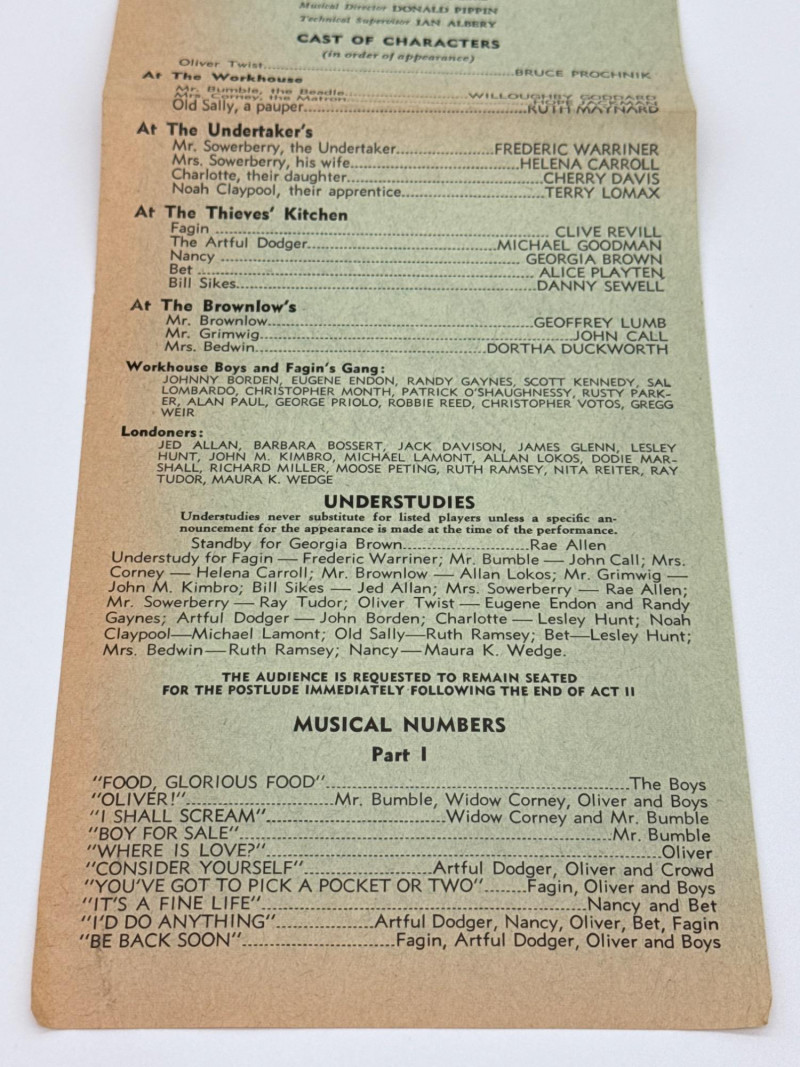 Musical Director DONALD PIPPIN
Technical Supervisor IAN ALBERY
CAST OF CHARACTERS
(in order of appearance)
Oliver Twist..........BRUCE PROCHNIK
At The Workhouse
Mr. Bumble, the Beadle..........WILLOUGHBY GODDARD
Mrs. Corney, the Matron..........HOPE JACKMAN
Old Sally, a pauper..........RUTH MAYNARD
At The Undertaker's
Mr. Sowerberry, the Undertaker..........FREDERIC WARRINER
Mrs. Sowerberry, his wife..........HELENA CARROLL
Charlotte, their daughter..........CHERRY DAVIS
Noah Claypool, their apprentice..........TERRY LOMAX
At The Thieves' Kitchen
Fagin ..........CLIVE REVILL
The Artful Dodger..........MICHAEL GOODMAN
Nancy ..........GEORGIA BROWN
Bet ..........ALICE PLAYTEN
Bill Sikes..........DANNY SEWELL
At The Brownlow's
Mr. Brownlow..........GEOFFREY LUMB
Mr. Grimwig..........JOHN CALL
Mrs. Bedwin..........DORTHA DUCKWORTH
Workhouse Boys and Fagin's Gang:
JOHNNY BORDEN, EUGENE ENDON, RANDY GAYNES, SCOTT KENNEDY, SAL
LOMBARDO, CHRISTOPHER MONTH, PATRICK O'SHAUGHNESSY, RUSTY PARK-
ER, ALAN PAUL, GEORGE PRIOLO, ROBBIE REED, CHRISTOPHER VOTOS, GREGG
WEIR
Londoners:
JED ALLAN, BARBARA BOSSERT, JACK DAVISON, JAMES GLENN, LESLEY
HUNT, JOHN M. KIMBRO, MICHAEL LAMONT, ALLAN LOKOS, DODIE MAR-
SHALL, RICHARD MILLER, MOOSE PETING, RUTH RAMSEY, NITA REITER, RAY
TUDOR, MAURA K. WEDGE
UNDERSTUDIES
Understudies never substitute for listed players unless a specific an-
nouncement for the appearance is made at the time of the performance.
Standby for Georgia Brown..........Rae Allen
Understudy for Fagin — Frederic Warriner; Mr. Bumble — John Call; Mrs.
Corney — Helena Carroll; Mr. Brownlow — Allan Lokos; Mr. Grimwig —
John M. Kimbro; Bill Sikes — Jed Allan; Mrs. Sowerberry — Rae Allen;
Mr. Sowerberry — Ray Tudor; Oliver Twist — Eugene Endon and Randy
Gaynes; Artful Dodger — John Borden; Charlotte — Lesley Hunt; Noah
Claypool—Michael Lamont; Old Sally—Ruth Ramsey; Bet—Lesley Hunt;
Mrs. Bedwin—Ruth Ramsey; Nancy—Maura K. Wedge.
THE AUDIENCE IS REQUESTED TO REMAIN SEATED
FOR THE POSTLUDE IMMEDIATELY FOLLOWING THE END OF ACT II
MUSICAL NUMBERS
Part I
"FOOD, GLORIOUS FOOD"..........The Boys
"OLIVER!"..........Mr. Bumble, Widow Corney, Oliver and Boys
"I SHALL SCREAM"..........Widow Corney and Mr. Bumble
"BOY FOR SALE"..........Mr. Bumble
"WHERE IS LOVE?"..........Oliver
"CONSIDER YOURSELF"..........Artful Dodger, Oliver and Crowd
"YOU'VE GOT TO PICK A POCKET OR TWO"..........Fagin, Oliver and Boys
"IT'S A FINE LIFE"..........Nancy and Bet
"I'D DO ANYTHING"..........Artful Dodger, Nancy, Oliver, Bet, Fagin
"BE BACK SOON"..........Fagin, Artful Dodger, Oliver and Boys